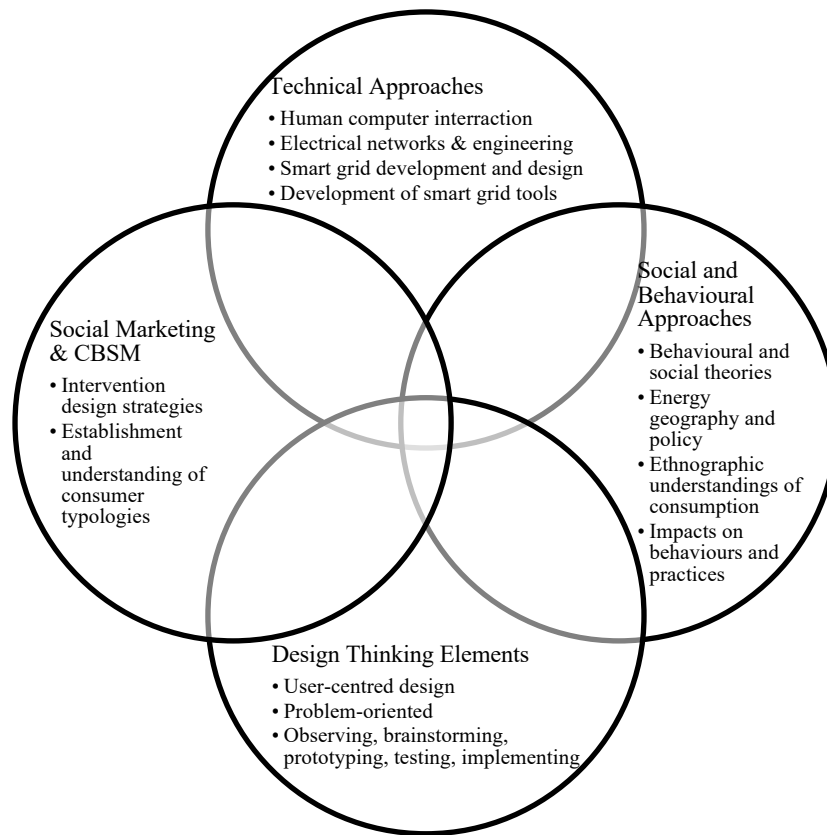 Technical Approaches
• Human computer interraction
• Electrical networks & engineering
• Smart grid development and design
• Development of smart grid tools
Social Marketing
& CBSM
• Intervention
design strategies
• Establishment
and
understanding of
consumer
typologies
Social and
Behavioural
Approaches
• Behavioural and
social theories
• Energy
geography and
policy
• Ethnographic
understandings of
consumption
• Impacts on
behaviours and
practices
Design Thinking Elements
• User-centred design
• Problem-oriented
• Observing, brainstorming,
prototyping, testing, implementing